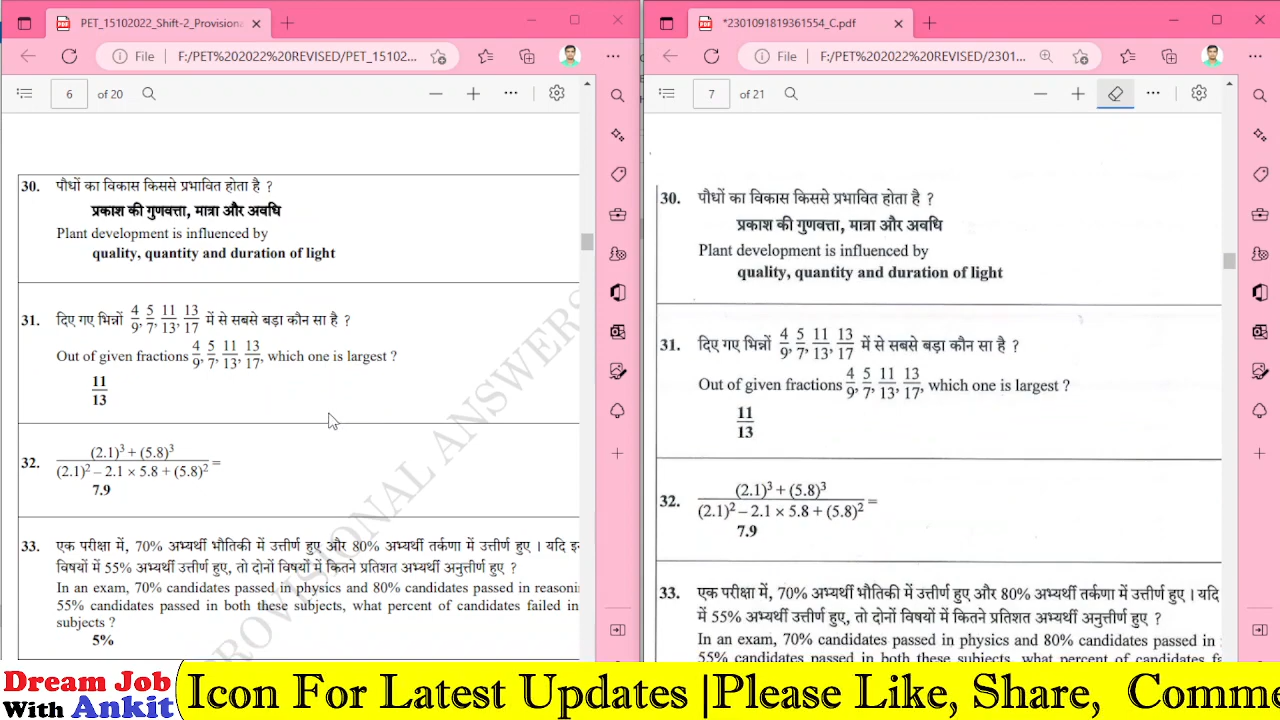 PET_15102022_Shift-2_Provisional
File F:/PET%202022%20REVISED/PET_15102...
6 of 20
30. पौधों का विकास किससे प्रभावित होता है ?
प्रकाश की गुणवत्ता, मात्रा और अवधि
Plant development is influenced by
quality, quantity and duration of light
31. दिए गए भिन्नों 4/9, 5/7, 11/13, 13/17 में से सबसे बड़ा कौन सा है ?
Out of given fractions 4/9, 5/7, 11/13, 13/17, which one is largest ?
11/13
32. (2.1)³ + (5.8)³ / (2.1)² – 2.1 × 5.8 + (5.8)² =
7.9
33. एक परीक्षा में, 70% अभ्यर्थी भौतिकी में उत्तीर्ण हुए और 80% अभ्यर्थी तर्कणा में उत्तीर्ण हुए । यदि
विषयों में 55% अभ्यर्थी उत्तीर्ण हुए, तो दोनों विषयों में कितने प्रतिशत अभ्यर्थी अनुत्तीर्ण हुए ?
In an exam, 70% candidates passed in physics and 80% candidates passed in
55% candidates passed in both these subjects, what percent of candidates failed in
subjects ?
5%
PROVISIONAL ANSWERS
*2301091819361554_C.pdf
File F:/PET%202022%20REVISED/2301...
7 of 21
30. पौधों का विकास किससे प्रभावित होता है ?
प्रकाश की गुणवत्ता, मात्रा और अवधि
Plant development is influenced by
quality, quantity and duration of light
31. दिए गए भिन्नों 4/9, 5/7, 11/13, 13/17 में से सबसे बड़ा कौन सा है ?
Out of given fractions 4/9, 5/7, 11/13, 13/17, which one is largest ?
11/13
32. (2.1)³ + (5.8)³ / (2.1)² – 2.1 × 5.8 + (5.8)² =
7.9
33. एक परीक्षा में, 70% अभ्यर्थी भौतिकी में उत्तीर्ण हुए और 80% अभ्यर्थी तर्कणा में उत्तीर्ण हुए । यदि
में 55% अभ्यर्थी उत्तीर्ण हुए, तो दोनों विषयों में कितने प्रतिशत अभ्यर्थी अनुत्तीर्ण हुए ?
In an exam, 70% candidates passed in physics and 80% candidates passed in
55% candidates passed in both these subjects, what percent of candidates
Dream Job
With Ankit
Icon For Latest Updates |Please Like, Share, Comme